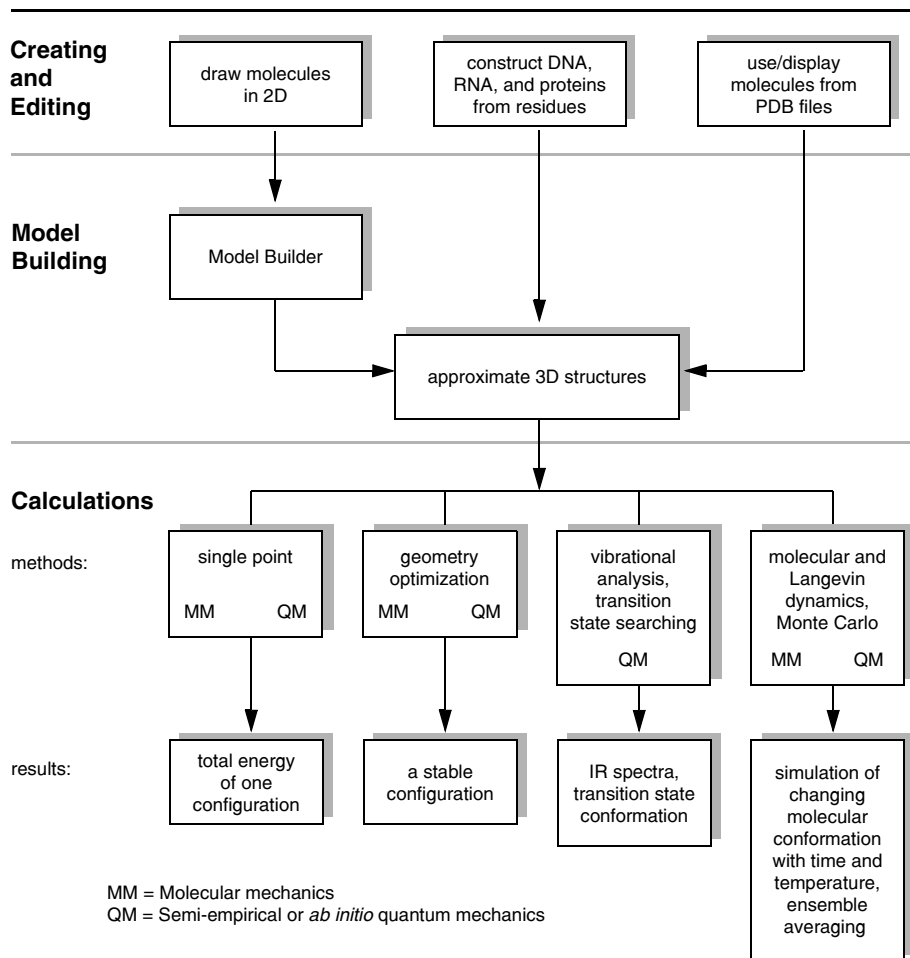 Creating
and
Editing
draw molecules
in 2D
construct DNA,
RNA, and proteins
from residues
use/display
molecules from
PDB files
Model
Building
Model Builder
approximate 3D structures
Calculations
methods:
single point
MM QM
geometry
optimization
MM QM
vibrational
analysis,
transition
state searching
QM
molecular and
Langevin
dynamics,
Monte Carlo
MM QM
results:
total energy
of one
configuration
a stable
configuration
IR spectra,
transition state
conformation
simulation of
changing
molecular
conformation
with time and
temperature,
ensemble
averaging
MM = Molecular mechanics
QM = Semi-empirical or ab initio quantum mechanics